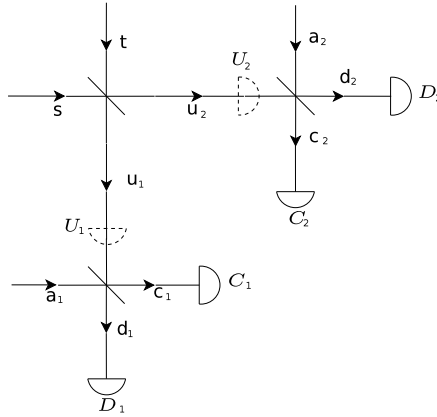 t
a₂
U₂
d₂
D₂
s
u₂
c₂
C₂
u₁
U₁
a₁
c₁
C₁
d₁
D₁